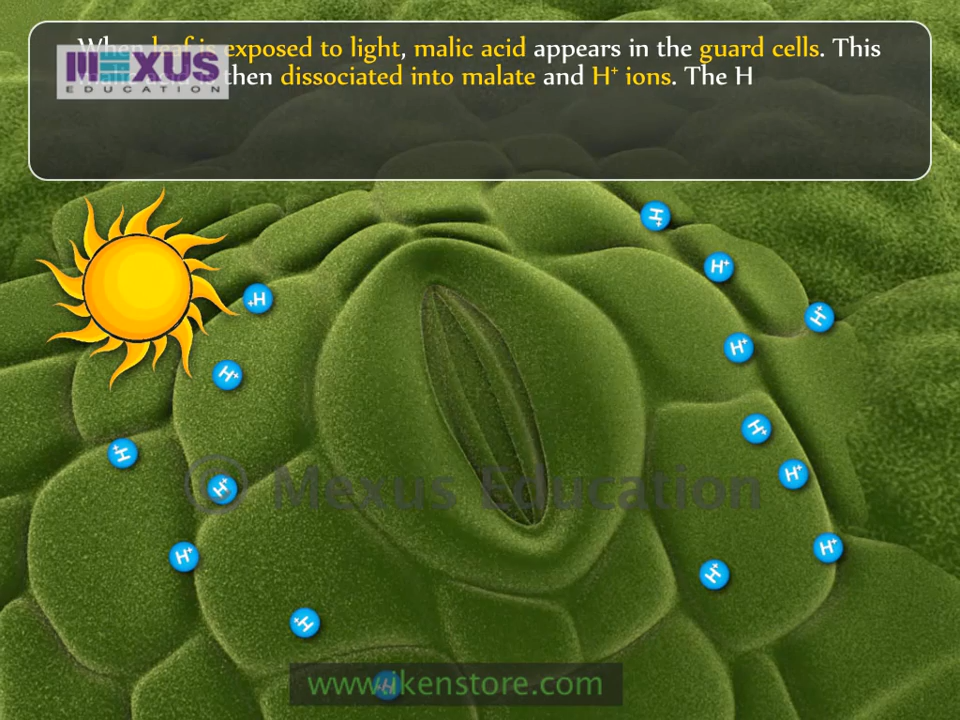 When leaf is exposed to light, malic acid appears in the guard cells. This
then dissociated into malate and H⁺ ions. The H
MEXUS
EDUCATION
H⁺
H⁺
H⁺
H⁺
H⁺
H⁺
H⁺
H⁺
H⁺
H⁺
H⁺
© Mexus Education
H⁺
H⁺
H⁺
H⁺
H⁺
www.ikenstore.com